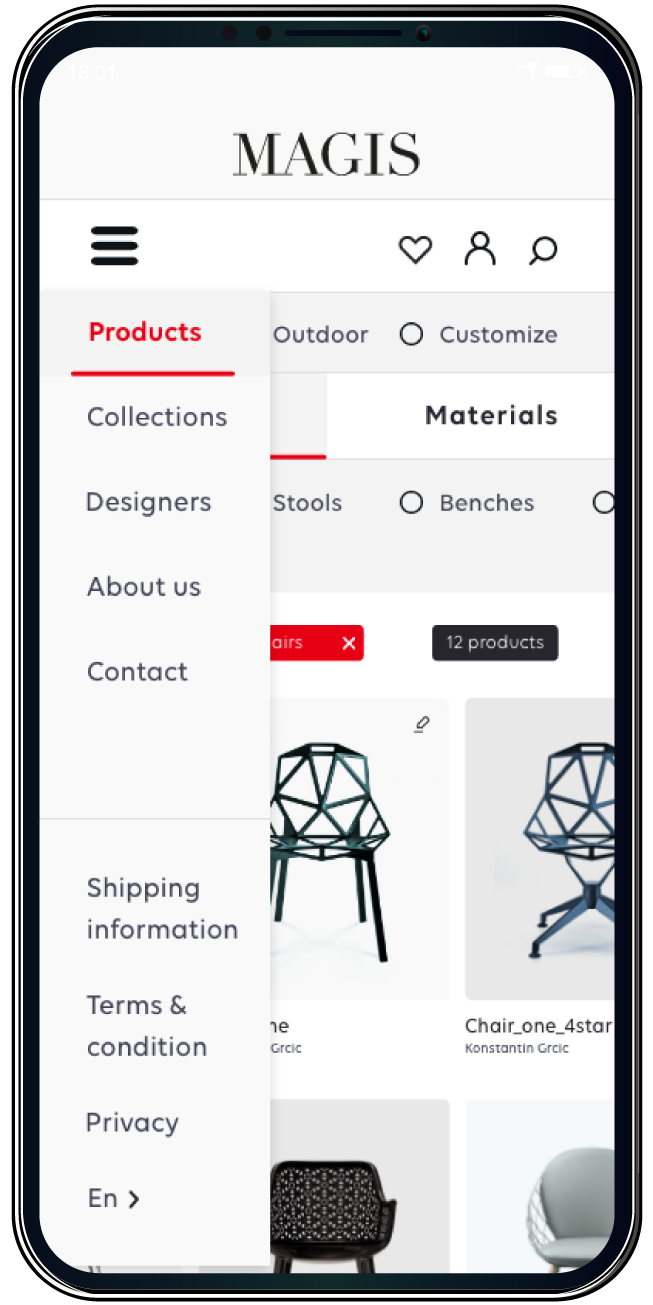 18:01
MAGIS
Products
Outdoor
Customize
Collections
Materials
Designers
Stools
Benches
About us
airs
12 products
Contact
Shipping
information
Terms &
condition
Privacy
En
ne
Grcic
Chair_one_4star
Konstantin Grcic